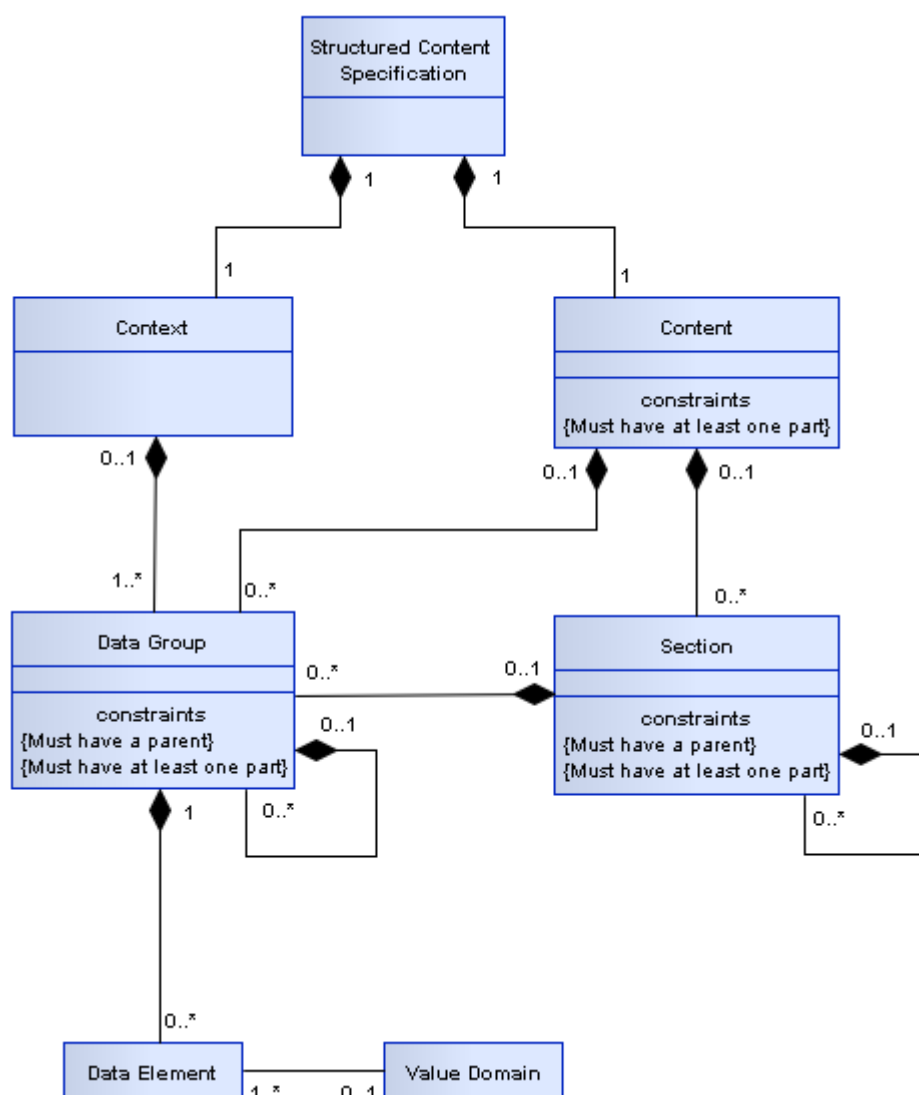 Structured Content
Specification
1
1
1
1
Context
Content
constraints
{Must have at least one part}
0..1
0..1
0..1
1..*
0..*
0..*
Data Group
Section
0..*
0..1
constraints
{Must have a parent}
{Must have at least one part}
0..1
constraints
{Must have a parent}
{Must have at least one part}
0..1
1
0..*
0..*
0..*
Data Element
Value Domain
1..*
0..1